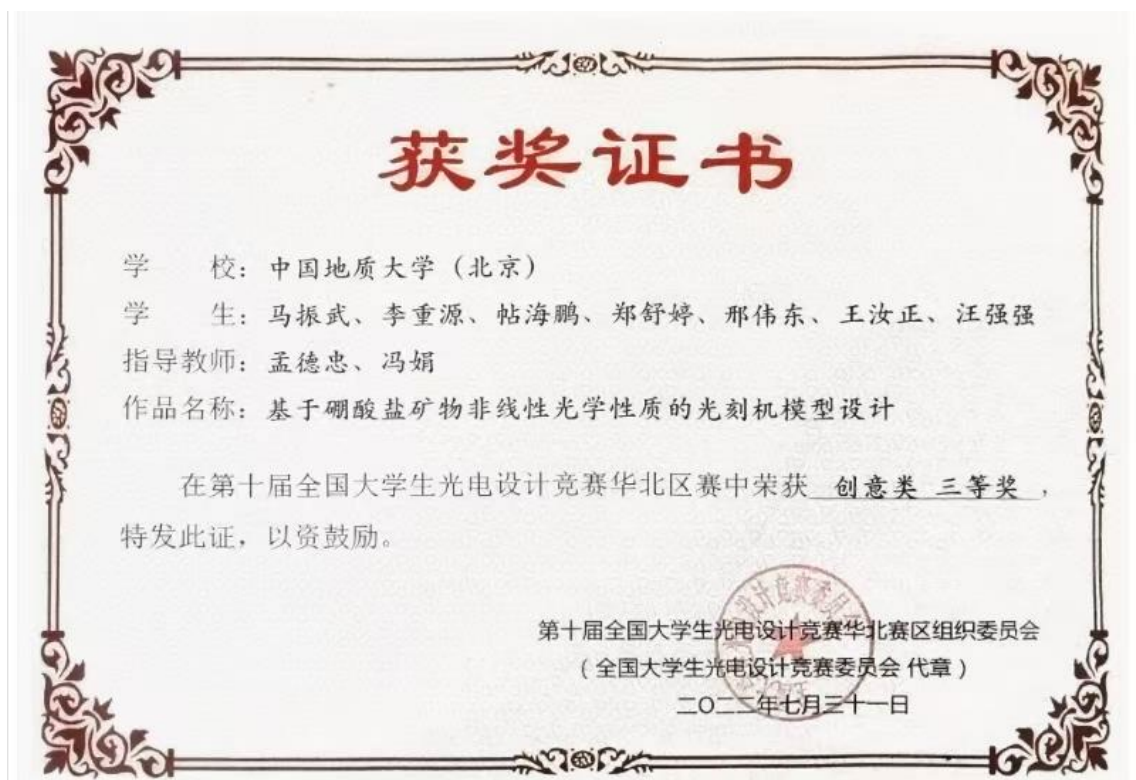 获奖证书
学 校：中国地质大学（北京）
学 生：马振武、李重源、帖海鹏、郑舒婷、邢伟东、王汝正、汪强强
指导教师：孟德忠、冯娟
作品名称：基于硼酸盐矿物非线性光学性质的光刻机模型设计
在第十届全国大学生光电设计竞赛华北区赛中荣获 创意类 三等奖，
特发此证，以资鼓励。
第十届全国大学生光电设计竞赛华北赛区组织委员会
（全国大学生光电设计竞赛委员会 代章）
二〇二二年七月三十一日